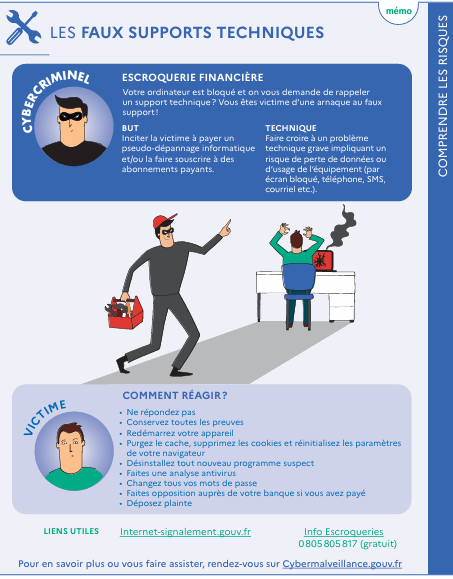 mémo
LES FAUX SUPPORTS TECHNIQUES
COMPRENDRE LES RISQUES
CYBERCRIMINEL
ESCROQUERIE FINANCIÈRE
Votre ordinateur est bloqué et on vous demande de rappeler
un support technique ? Vous êtes victime d'une arnaque au faux
support !
BUT
Inciter la victime à payer un
pseudo-dépannage informatique
et/ou la faire souscrire à des
abonnements payants.
TECHNIQUE
Faire croire à un problème
technique grave impliquant un
risque de perte de données ou
d'usage de l'équipement (par
écran bloqué, téléphone, SMS,
courriel etc.).
VICTIME
COMMENT RÉAGIR ?
• Ne répondez pas
• Conservez toutes les preuves
• Redémarrez votre appareil
• Purgez le cache, supprimez les cookies et réinitialisez les paramètres
de votre navigateur
• Désinstallez tout nouveau programme suspect
• Faites une analyse antivirus
• Changez tous vos mots de passe
• Faites opposition auprès de votre banque si vous avez payé
• Déposez plainte
LIENS UTILES
Internet-signalement.gouv.fr
Info Escroqueries
0 805 805 817 (gratuit)
Pour en savoir plus ou vous faire assister, rendez-vous sur Cybermalveillance.gouv.fr